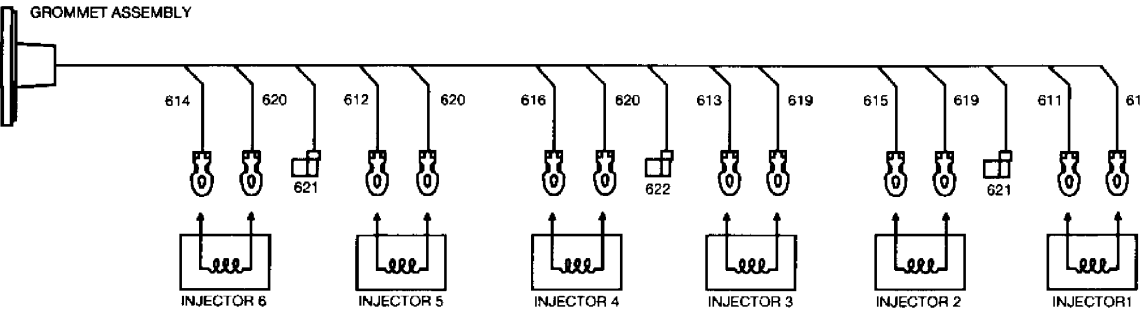 GROMMET ASSEMBLY
614 620 612 620 616 620 613 619 615 619 611 61
621 622 621
INJECTOR 6 INJECTOR 5 INJECTOR 4 INJECTOR 3 INJECTOR 2 INJECTOR1